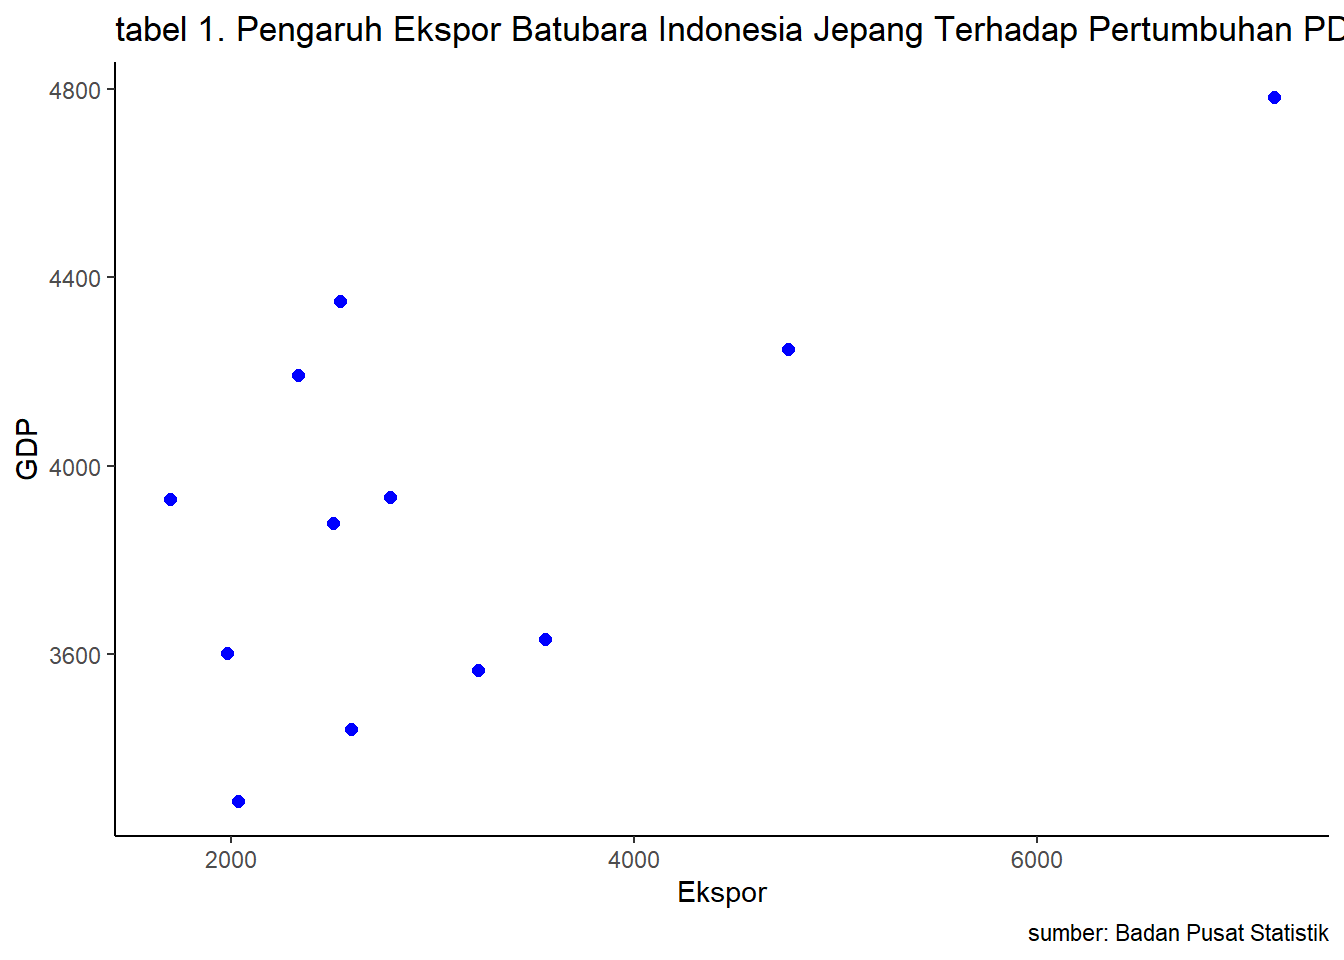 tabel 1. Pengaruh Ekspor Batubara Indonesia Jepang Terhadap Pertumbuhan PD
4800
4400
4000
3600
GDP
2000 4000 6000
Ekspor
sumber: Badan Pusat Statistik